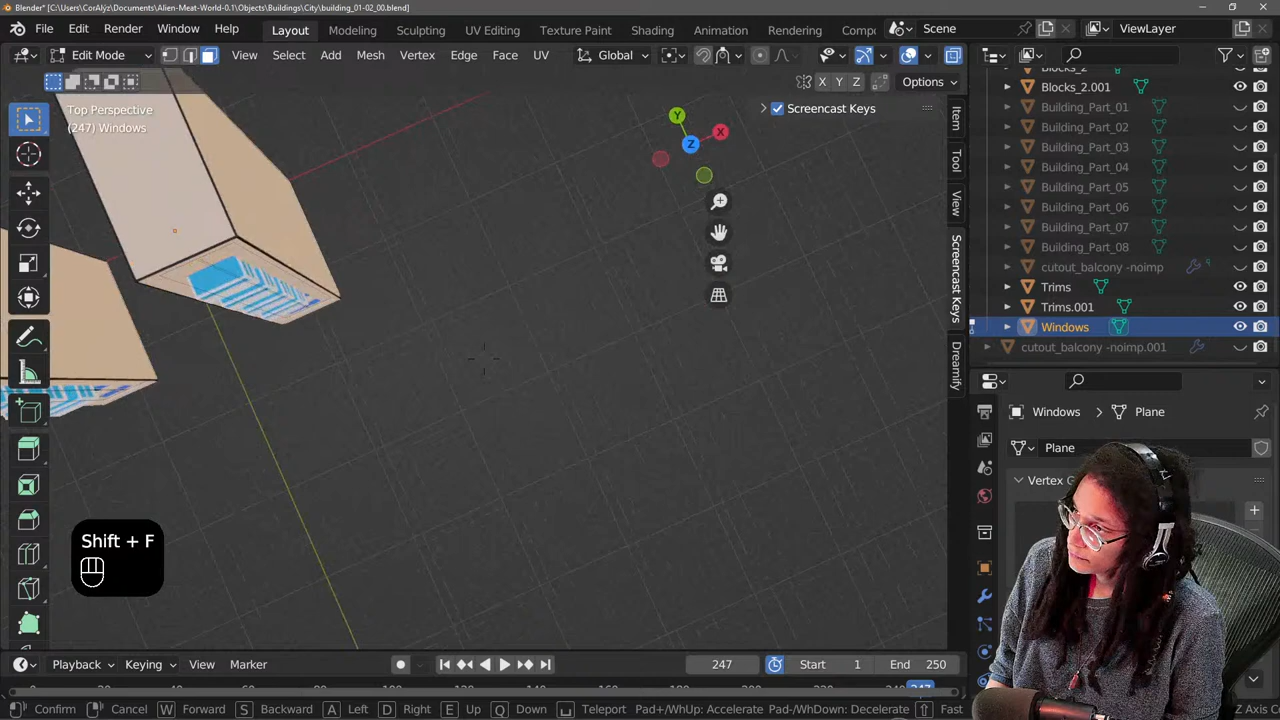 Blender* [C:\Users\CorAlýz\Documents\Alien-Meat-World-0.1\Objects\Buildings\City\building_01-02_00.blend]
File Edit Render Window Help Layout Modeling Sculpting UV Editing Texture Paint Shading Animation Rendering Scene ViewLayer
Edit Mode View Select Add Mesh Vertex Edge Face UV Global
X Y Z Options
Top Perspective
(247) Windows
Screencast Keys
Y
X
Z
Item
Tool
View
Screencast Keys
Dreamify
Blocks_2
Blocks_2.001
Building_Part_01
Building_Part_02
Building_Part_03
Building_Part_04
Building_Part_05
Building_Part_06
Building_Part_07
Building_Part_08
cutout_balcony -noimp
Trims
Trims.001
Windows
cutout_balcony -noimp.001
Windows > Plane
Plane
Vertex G
Shift + F
Playback Keying View Marker 247 Start 1 End 250
Confirm Cancel W Forward S Backward A Left D Right E Up Q Down Teleport Pad+/WhUp: Accelerate Pad-/WhDown: Decelerate Fast Z Axis Co